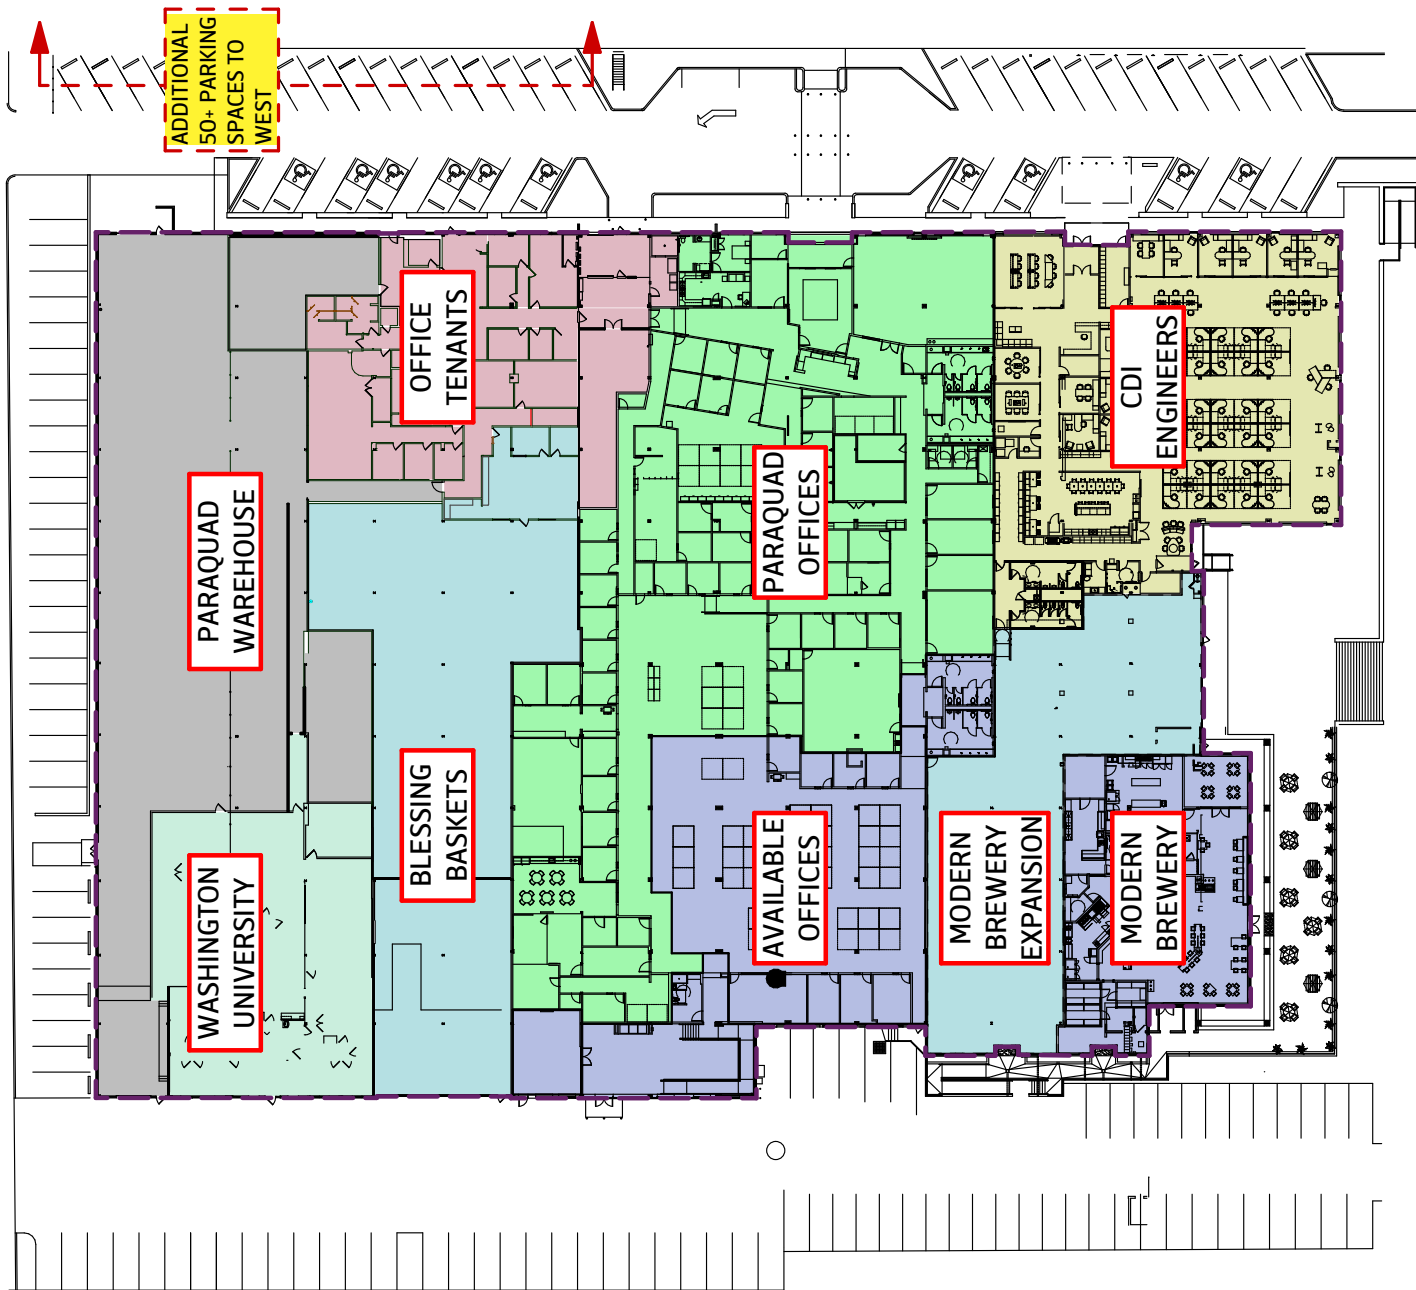 ADDITIONAL
50+ PARKING
SPACES TO
WEST
OFFICE
TENANTS
CDI
ENGINEERS
PARAQUAD
WAREHOUSE
PARAQUAD
OFFICES
BLESSING
BASKETS
WASHINGTON
UNIVERSITY
AVAILABLE
OFFICES
MODERN
BREWERY
EXPANSION
MODERN
BREWERY